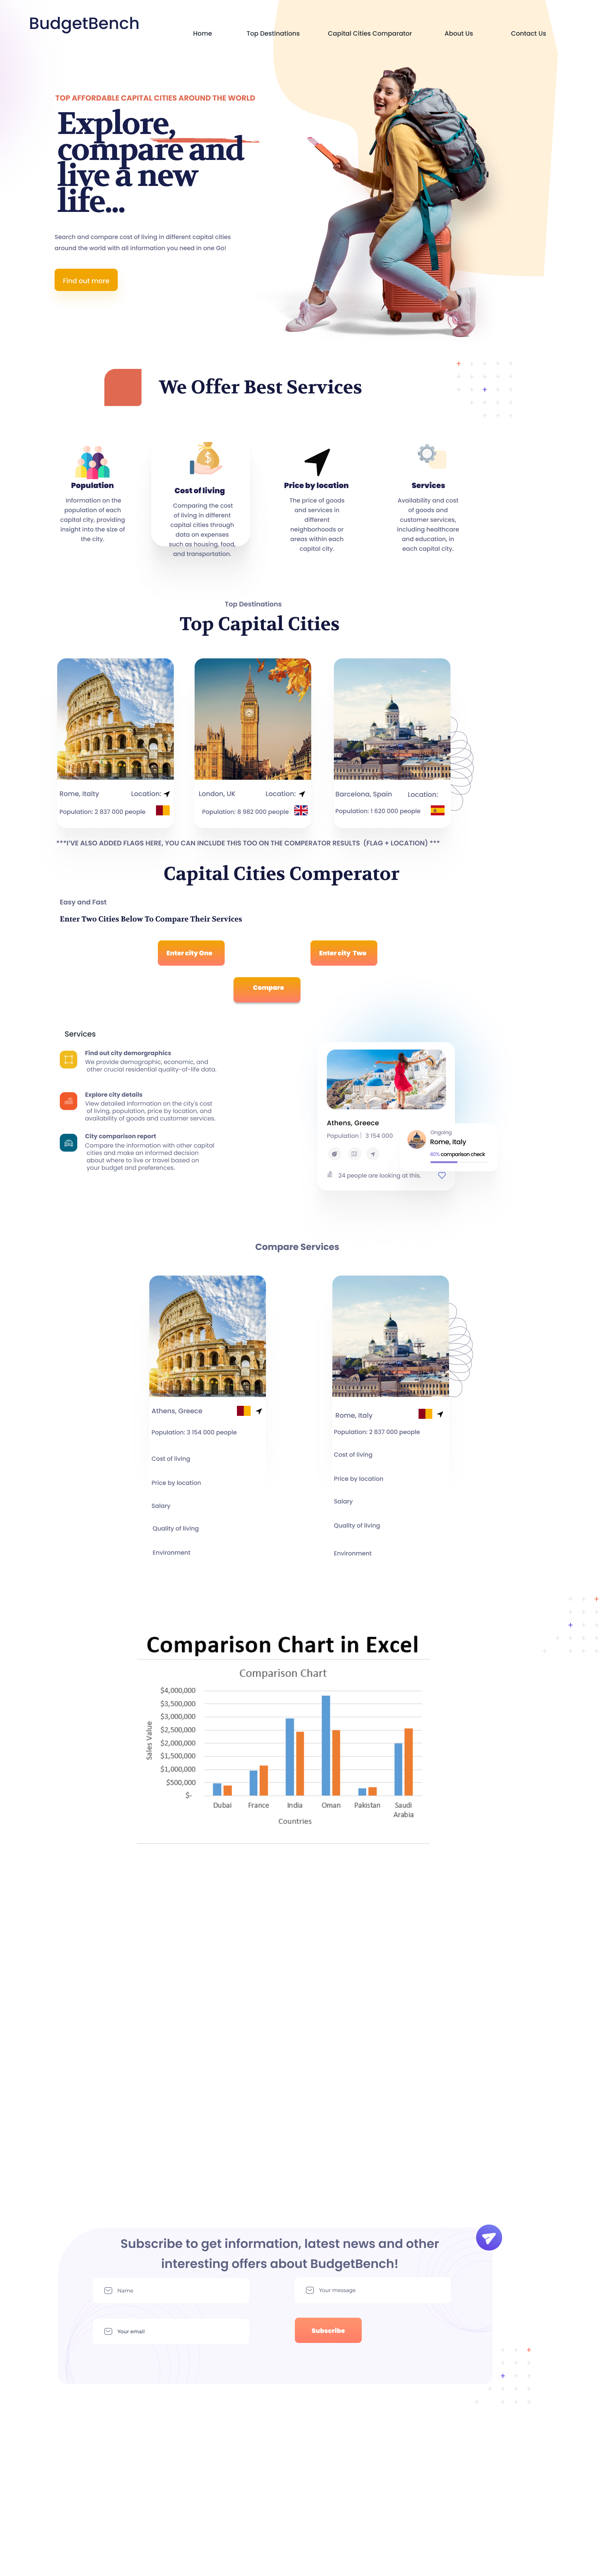 BudgetBench
Home
Top Destinations
Capital Cities Comparator
About Us
Contact Us
TOP AFFORDABLE CAPITAL CITIES AROUND THE WORLD
Explore,
compare and
live a new
life...
Search and compare cost of living in different capital cities
around the world with all information you need in one Go!
Find out more
We Offer Best Services
Population
Information on the
population of each
capital city, providing
insight into the size of
the city.
Cost of living
Comparing the cost
of living in different
capital cities through
data on expenses
such as housing, food,
and transportation.
Price by location
The price of goods
and services in
different
neighborhoods or
areas within each
capital city.
Services
Availability and cost
of goods and
customer services,
including healthcare
and education, in
each capital city.
Top Destinations
Top Capital Cities
Rome, Italty
Location:
Population: 2 837 000 people
London, UK
Location:
Population: 8 982 000 people
Barcelona, Spain
Location:
Population: 1 620 000 people
***I'VE ALSO ADDED FLAGS HERE, YOU CAN INCLUDE THIS TOO ON THE COMPERATOR RESULTS (FLAG + LOCATION) ***
Capital Cities Comperator
Easy and Fast
Enter Two Cities Below To Compare Their Services
Enter city One
Enter city Two
Compare
Services
Find out city demorgraphics
We provide demographic, economic, and
other crucial residential quality-of-life data.
Explore city details
View detailed information on the city's cost
of living, population, price by location, and
availability of goods and customer services.
City comparison report
Compare the information with other capital
cities and make an informed decision
about where to live or travel based on
your budget and preferences.
Athens, Greece
Population | 3 154 000
24 people are looking at this.
Ongoing
Rome, Italy
60% comparison check
Compare Services
Athens, Greece
Population: 3 154 000 people
Cost of living
Price by location
Salary
Quality of living
Environment
Rome, Italy
Population: 2 837 000 people
Cost of living
Price by location
Salary
Quality of living
Environment
Comparison Chart in Excel
Comparison Chart
Sales Value
$4,000,000
$3,500,000
$3,000,000
$2,500,000
$2,000,000
$1,500,000
$1,000,000
$500,000
$-
Dubai
France
India
Oman
Pakistan
Saudi
Arabia
Countries
Subscribe to get information, latest news and other
interesting offers about BudgetBench!
Name
Your message
Your email
Subscribe